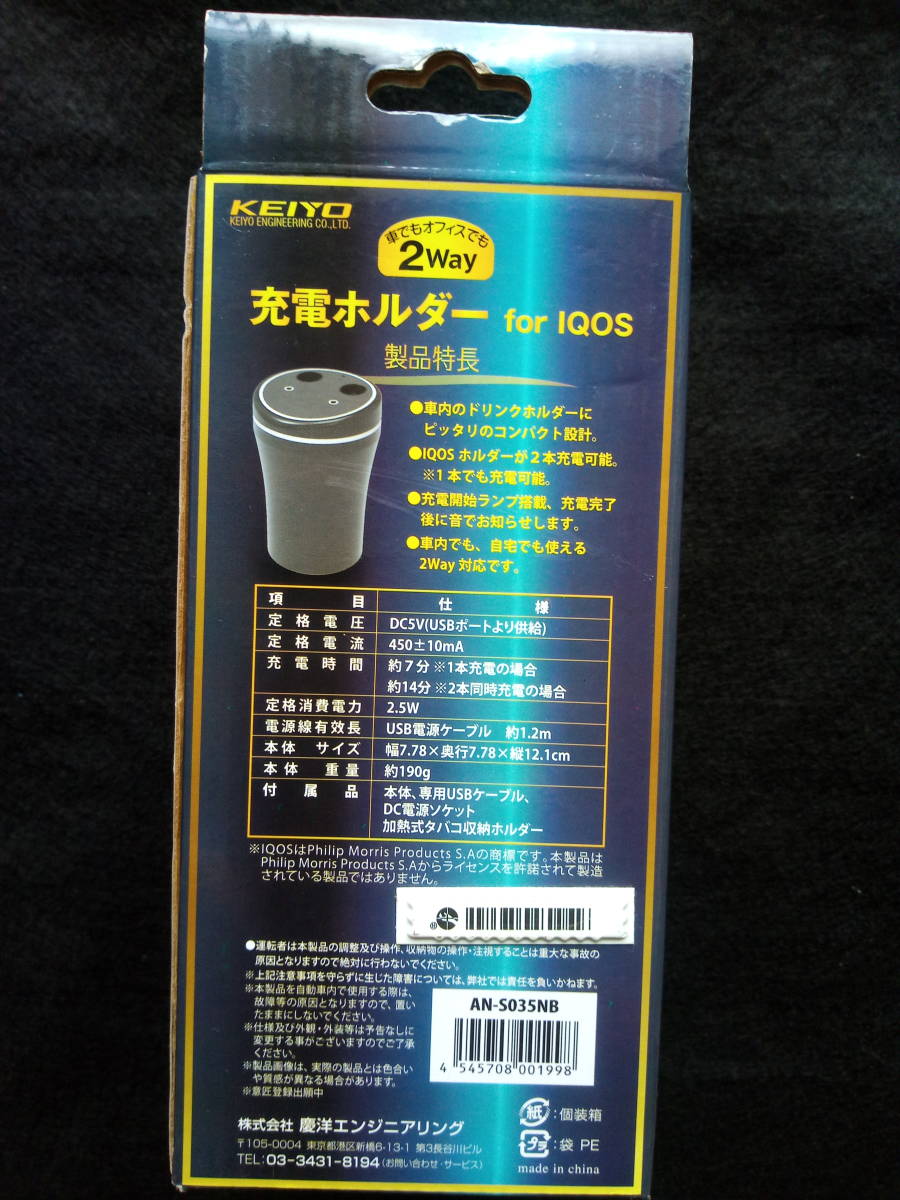 KEIYO
KEIYO ENGINEERING CO.,LTD.
車でもオフィスでも
2Way
充電ホルダー for IQOS
製品特長
●車内のドリンクホルダーに
ピッタリのコンパクト設計。
●IQOS ホルダーが2本充電可能。
※1本でも充電可能。
●充電開始ランプ搭載、充電完了
後に音でお知らせします。
●車内でも、自宅でも使える
2Way対応です。
項目 仕様
定格電圧 DC5V(USBポートより供給)
定格電流 450±10mA
充電時間 約7分 ※1本充電の場合
約14分 ※2本同時充電の場合
定格消費電力 2.5W
電源線有効長 USB電源ケーブル 約1.2m
本体 サイズ 幅7.78×奥行7.78×縦12.1cm
本体 重量 約190g
付属品 本体、専用USBケーブル、
DC電源ソケット
加熱式タバコ収納ホルダー
※IQOSはPhilip Morris Products S.Aの商標です。本製品は
Philip Morris Products S.Aからライセンスを許諾されて製造
されている製品ではありません。
●運転者は本製品の調整及び操作、収納物の操作・注視することは重大な事故の
原因となりますので絶対に行わないでください。
※上記注意事項を守らずに生じた障害については、弊社では責任を負いかねます。
※本製品を自動車内で使用する際は、
故障等の原因となりますので、置い
たままにしないでください。
※仕様及び外観・外装等は予告なしに
変更する事がございますのでご了承
ください。
※製品画像は、実際の製品とは色合い
や質感が異なる場合があります。
※意匠登録出願中
AN-S035NB
4 545708 001998
株式会社 慶洋エンジニアリング
〒105-0004 東京都港区新橋6-13-1 第3長谷川ビル
TEL:03-3431-8194(お問い合わせ・サービス)
紙:個装箱
プラ:袋 PE
made in china